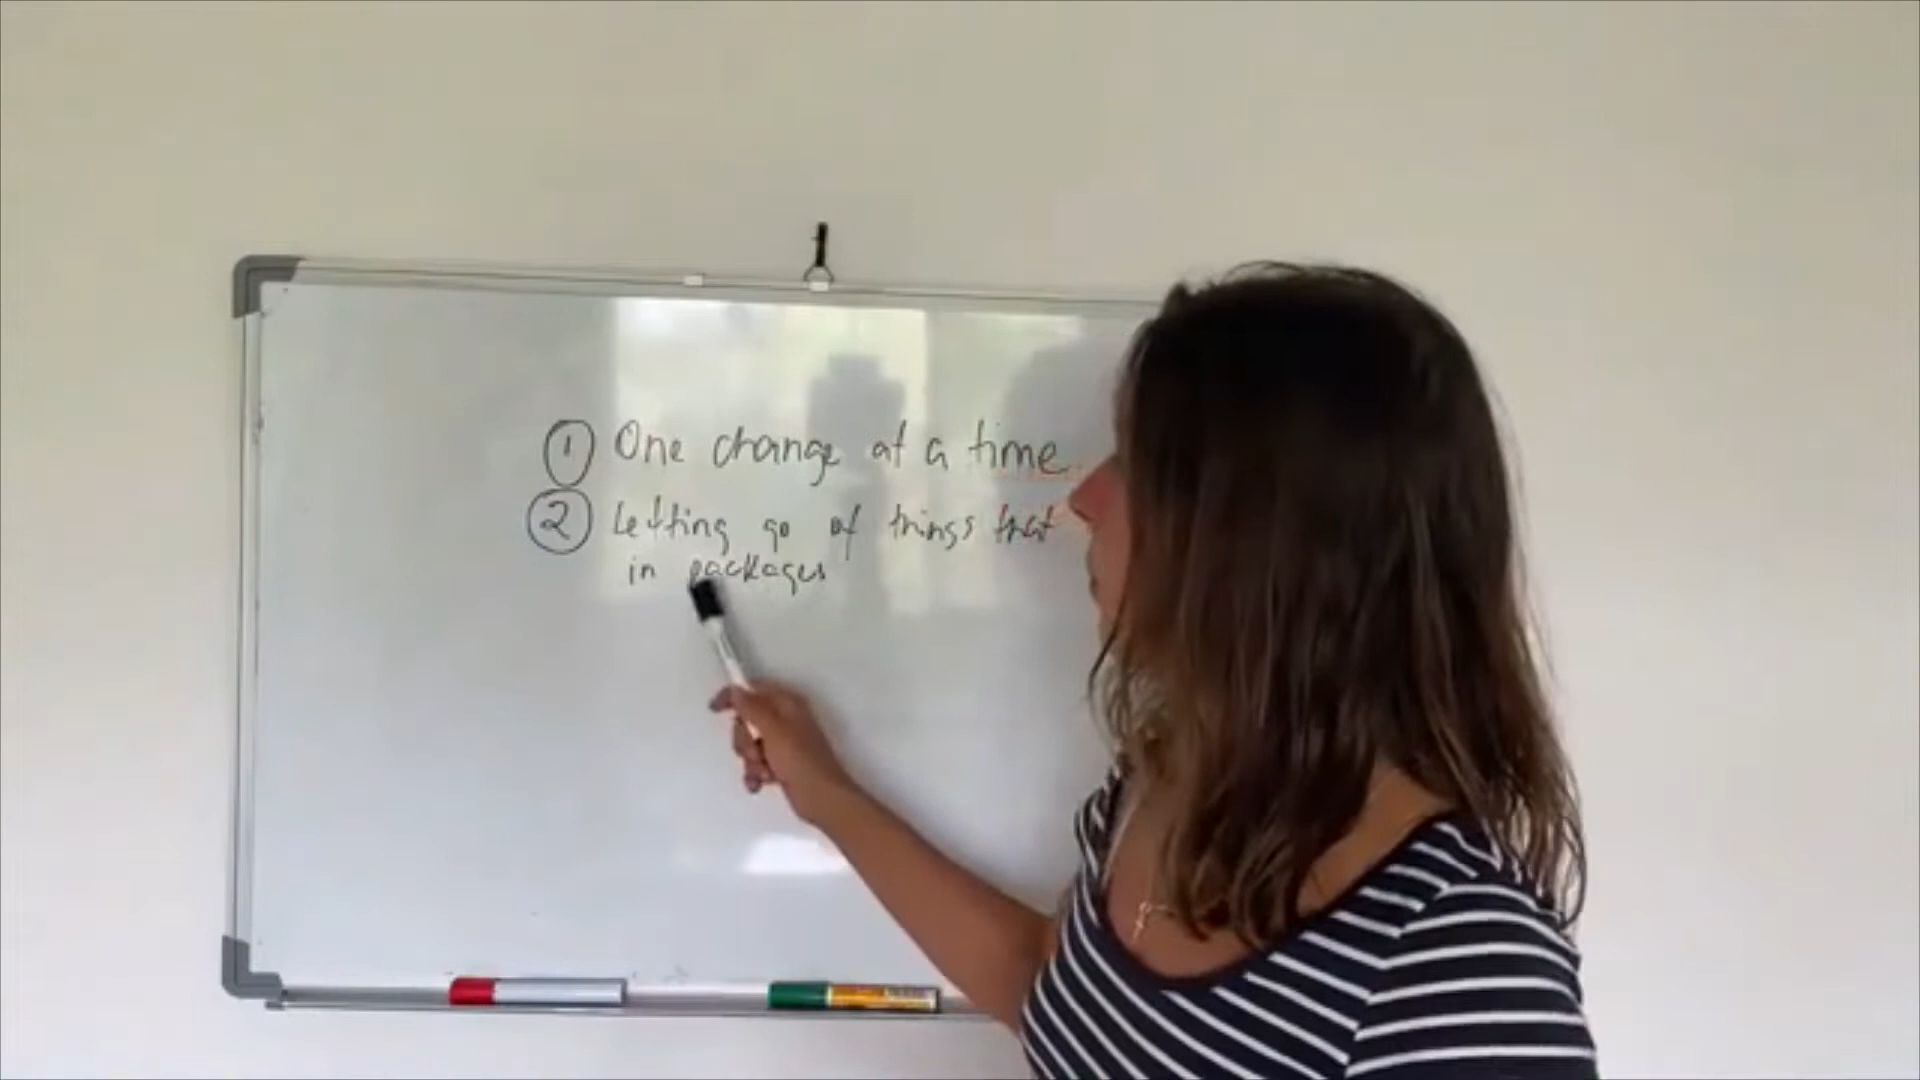 ① One change at a time.
② Letting go of things that
in packages